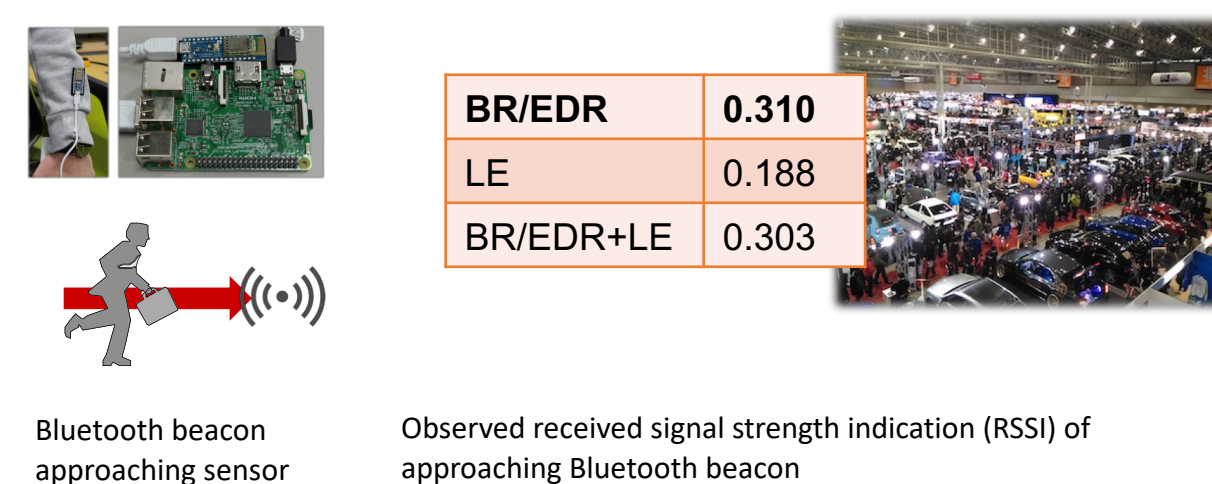 BR/EDR 0.310
LE 0.188
BR/EDR+LE 0.303
Bluetooth beacon
approaching sensor
Observed received signal strength indication (RSSI) of
approaching Bluetooth beacon